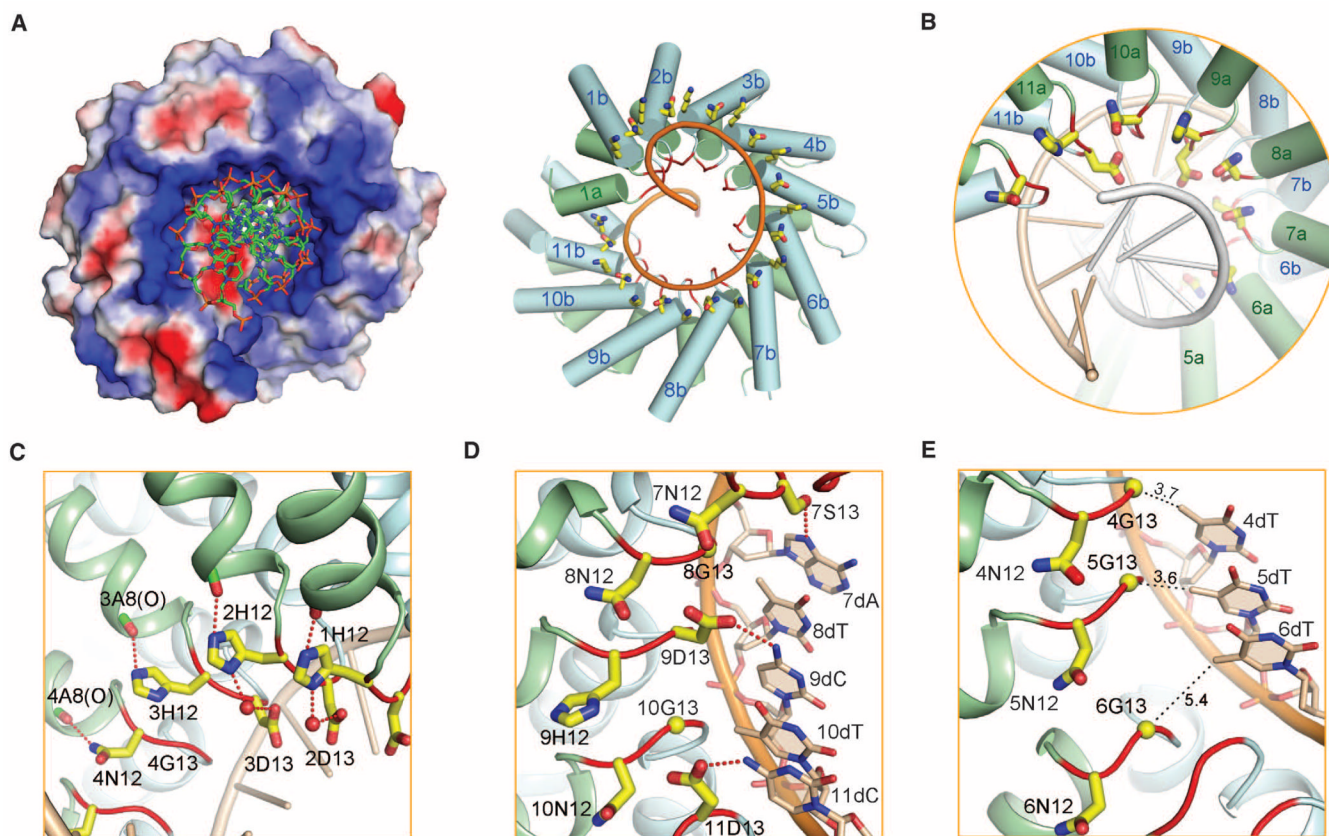 A
1b
2b
3b
4b
1a
5b
11b
10b
6b
9b
8b
7b
B
10b
10a
9b
9a
11a
8b
11b
8a
7b
7a
6b
6a
5a
C
3A8(O)
2H12
1H12
4A8(O)
3H12
4N12
4G13
3D13
2D13
D
7N12
7S13
8G13
8N12
7dA
8dT
9D13
9dC
9H12
10G13
10dT
10N12
11D13
11dC
E
3.7
4G13
4dT
4N12
5G13
3.6
5dT
6dT
5N12
6G13
5.4
6N12